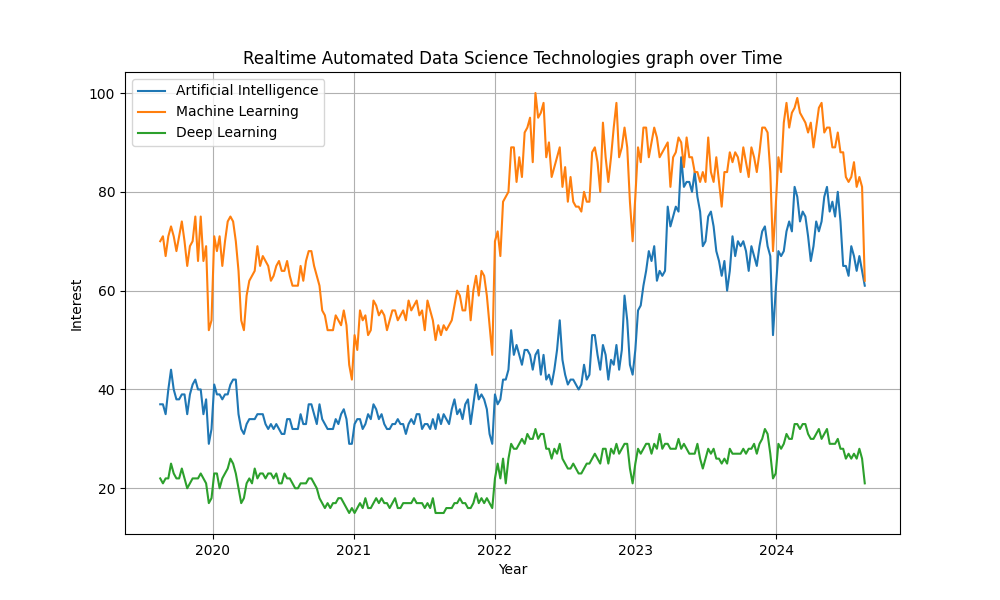 Realtime Automated Data Science Technologies graph over Time
Artificial Intelligence
Machine Learning
Deep Learning
100
80
60
40
20
Interest
2020 2021 2022 2023 2024
Year